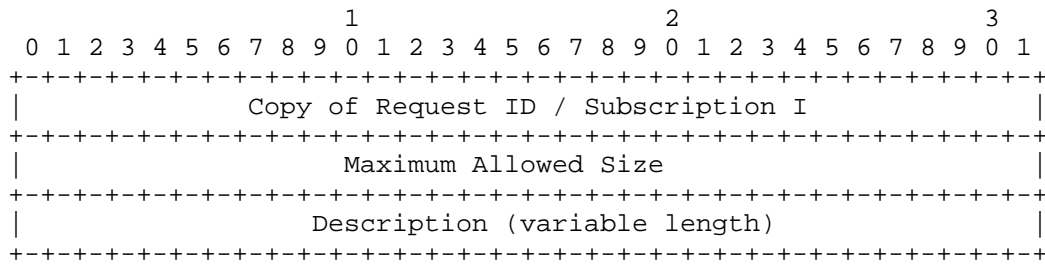 1                   2                   3
 0 1 2 3 4 5 6 7 8 9 0 1 2 3 4 5 6 7 8 9 0 1 2 3 4 5 6 7 8 9 0 1
+-+-+-+-+-+-+-+-+-+-+-+-+-+-+-+-+-+-+-+-+-+-+-+-+-+-+-+-+-+-+-+-+
|              Copy of Request ID / Subscription I              |
+-+-+-+-+-+-+-+-+-+-+-+-+-+-+-+-+-+-+-+-+-+-+-+-+-+-+-+-+-+-+-+-+
|                    Maximum Allowed Size                       |
+-+-+-+-+-+-+-+-+-+-+-+-+-+-+-+-+-+-+-+-+-+-+-+-+-+-+-+-+-+-+-+-+
|                  Description (variable length)                |
+-+-+-+-+-+-+-+-+-+-+-+-+-+-+-+-+-+-+-+-+-+-+-+-+-+-+-+-+-+-+-+-+